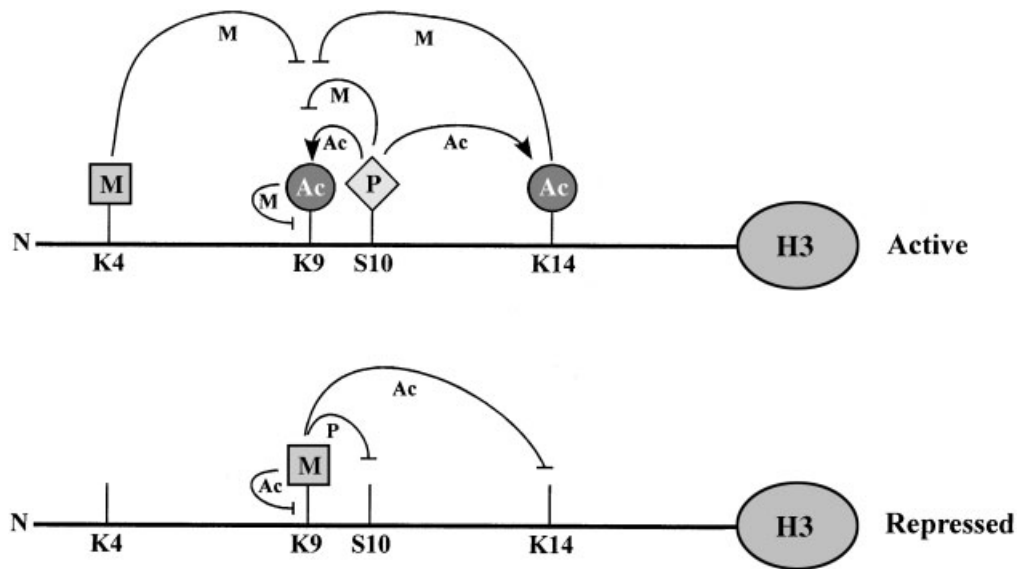 M M
M
Ac Ac
M Ac P Ac
M
N H3 Active
K4 K9 S10 K14
Ac
P
M
Ac
N H3 Repressed
K4 K9 S10 K14